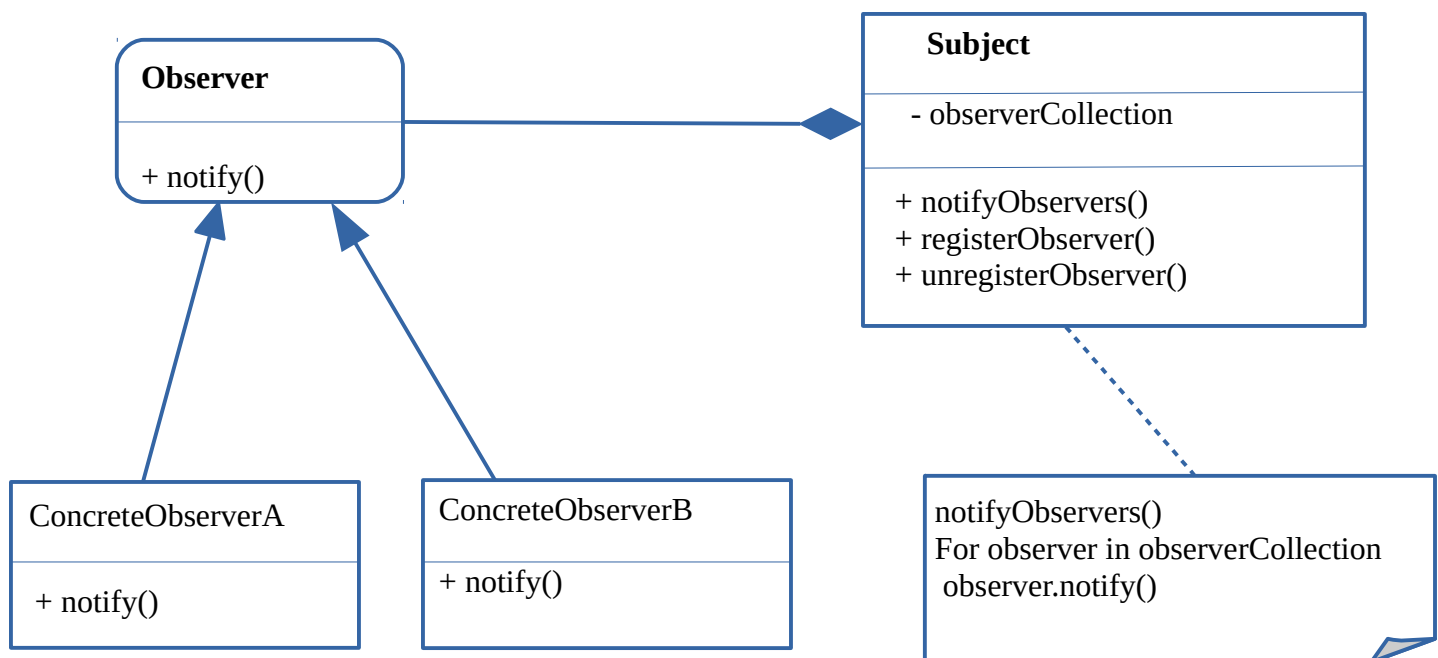 Observer
+ notify()
Subject
- observerCollection
+ notifyObservers()
+ registerObserver()
+ unregisterObserver()
ConcreteObserverA
+ notify()
ConcreteObserverB
+ notify()
notifyObservers()
For observer in observerCollection
observer.notify()